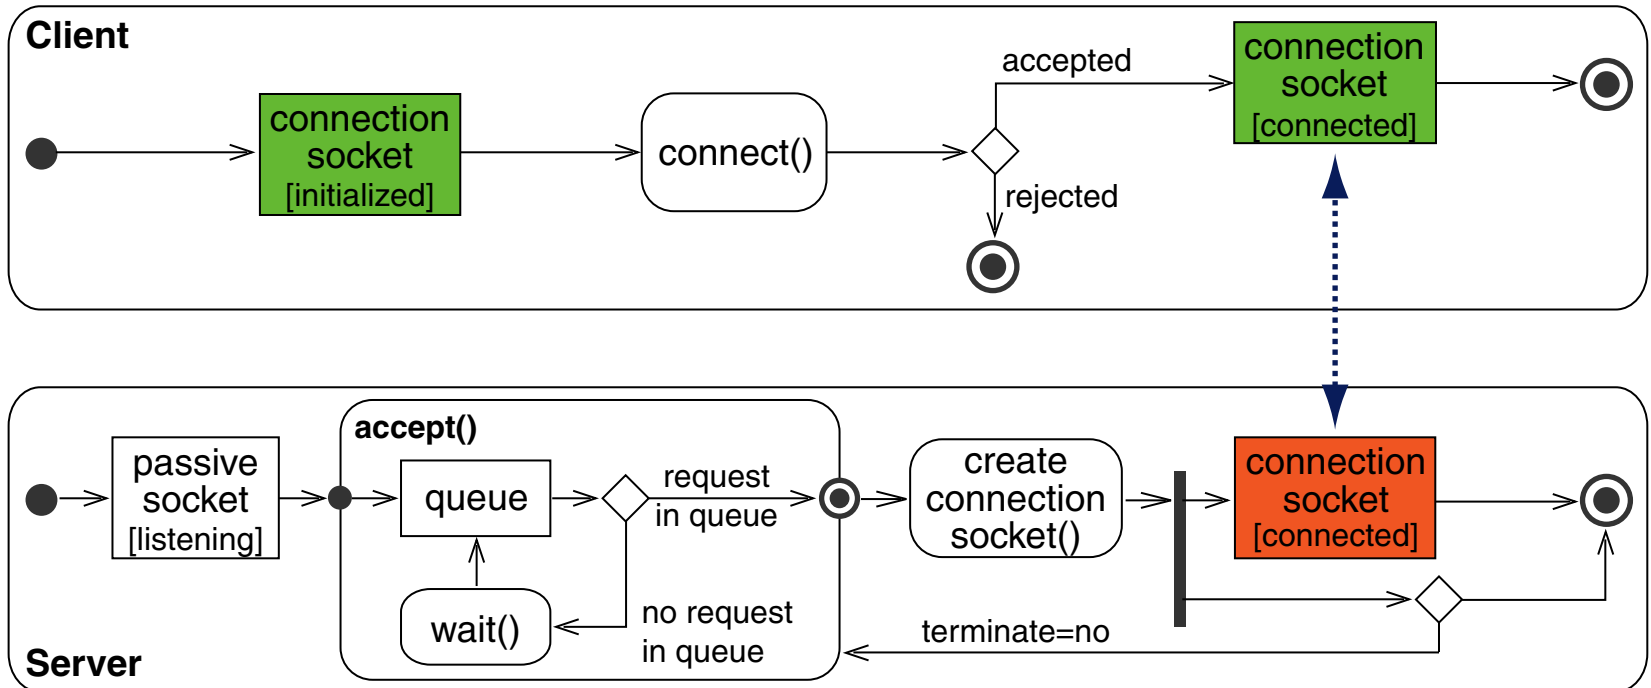 Client
connection
socket
[initialized]
connect()
accepted
rejected
connection
socket
[connected]
passive
socket
[listening]
accept()
queue
request
in queue
wait()
no request
in queue
create
connection
socket()
connection
socket
[connected]
terminate=no
Server